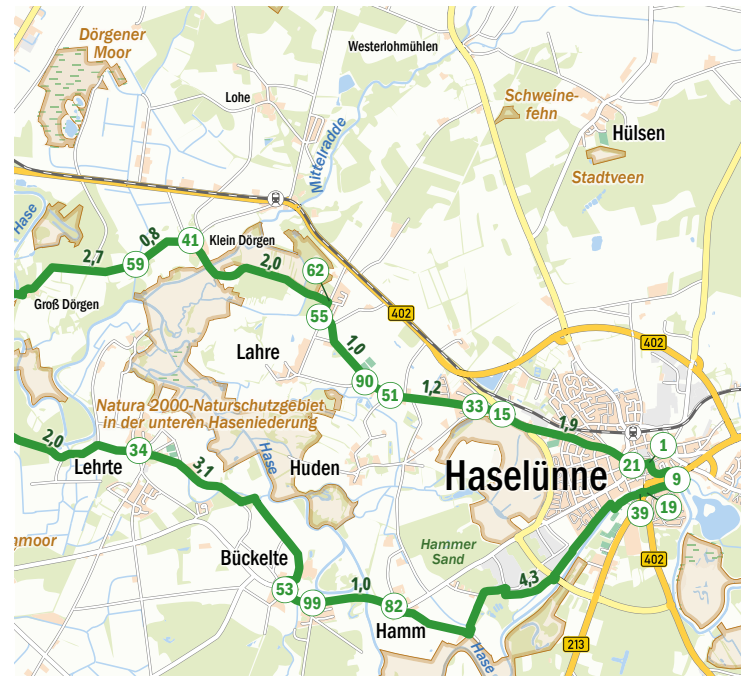 Dörgener
Moor
Westerlohmühlen
Lohe
Schweine-
fehn
Hülsen
Mittelradde
Stadtveen
Hase
41
Klein Dörgen
0,8
2,7
59
2,0
62
Groß Dörgen
55
402
402
1,0
Lahre
90
51
1,2
33
15
Natura 2000-Naturschutzgebiet
in der unteren Haseniederung
1,9
2,0
34
Lehrte
3,1
Hase
Huden
Haselünne
21
1
9
19
39
Hammer
Sand
nmoor
Bückelte
402
53
99
1,0
82
4,3
Hamm
Hase
213